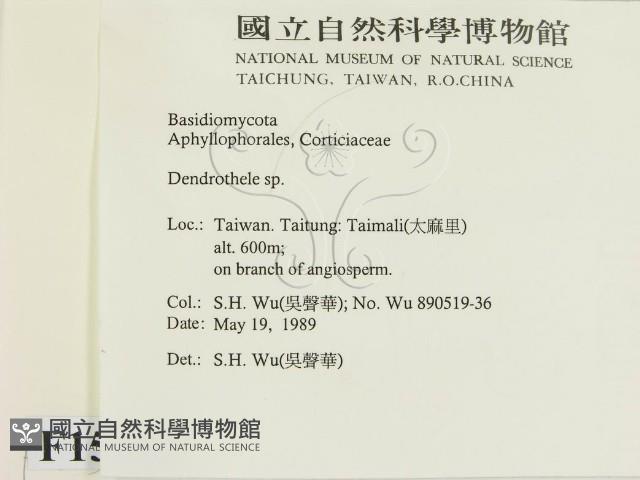 國立自然科學博物館
NATIONAL MUSEUM OF NATURAL SCIENCE
TAICHUNG, TAIWAN, R.O.CHINA
Basidiomycota
Aphyllophorales, Corticiaceae
Dendrothele sp.
Loc.: Taiwan. Taitung: Taimali(太麻里)
alt. 600m;
on branch of angiosperm.
Col.: S.H. Wu(吳聲華); No. Wu 890519-36
Date: May 19, 1989
Det.: S.H. Wu(吳聲華)
國立自然科學博物館
NATIONAL MUSEUM OF NATURAL SCIENCE